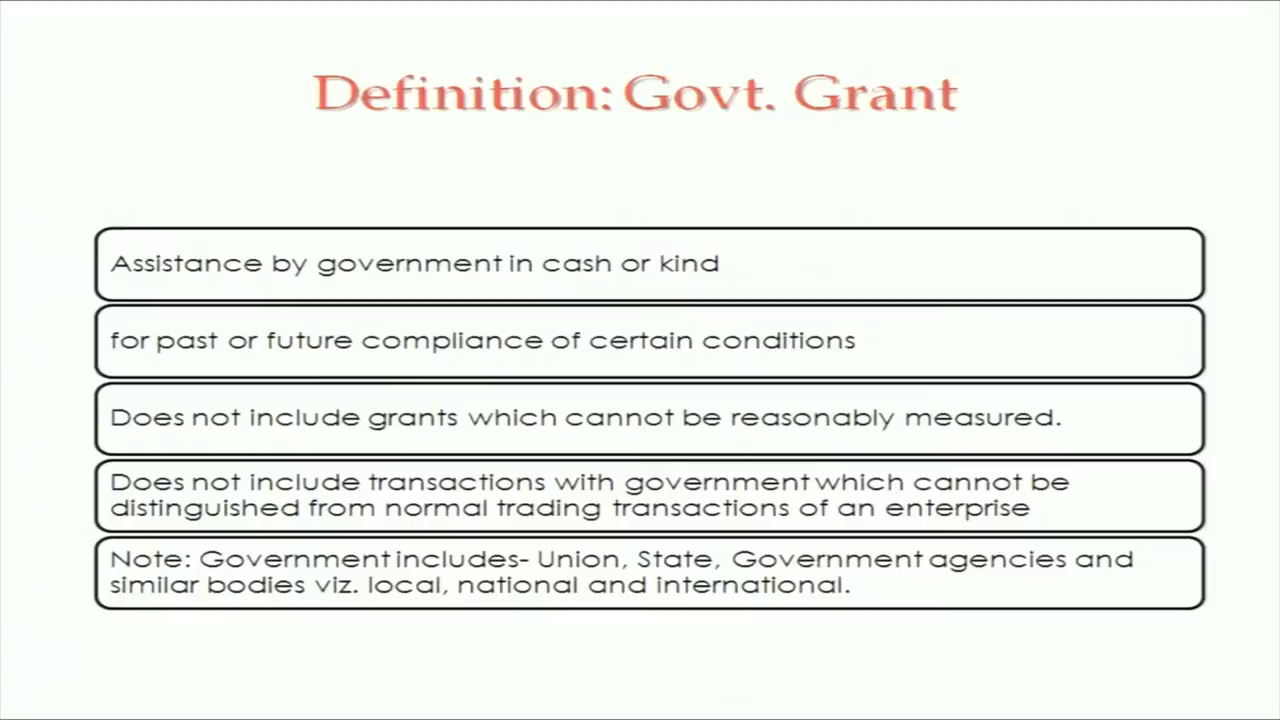 Definition: Govt. Grant
Assistance by government in cash or kind
for past or future compliance of certain conditions
Does not include grants which cannot be reasonably measured.
Does not include transactions with government which cannot be
distinguished from normal trading transactions of an enterprise
Note: Government includes- Union, State, Government agencies and
similar bodies viz. local, national and international.